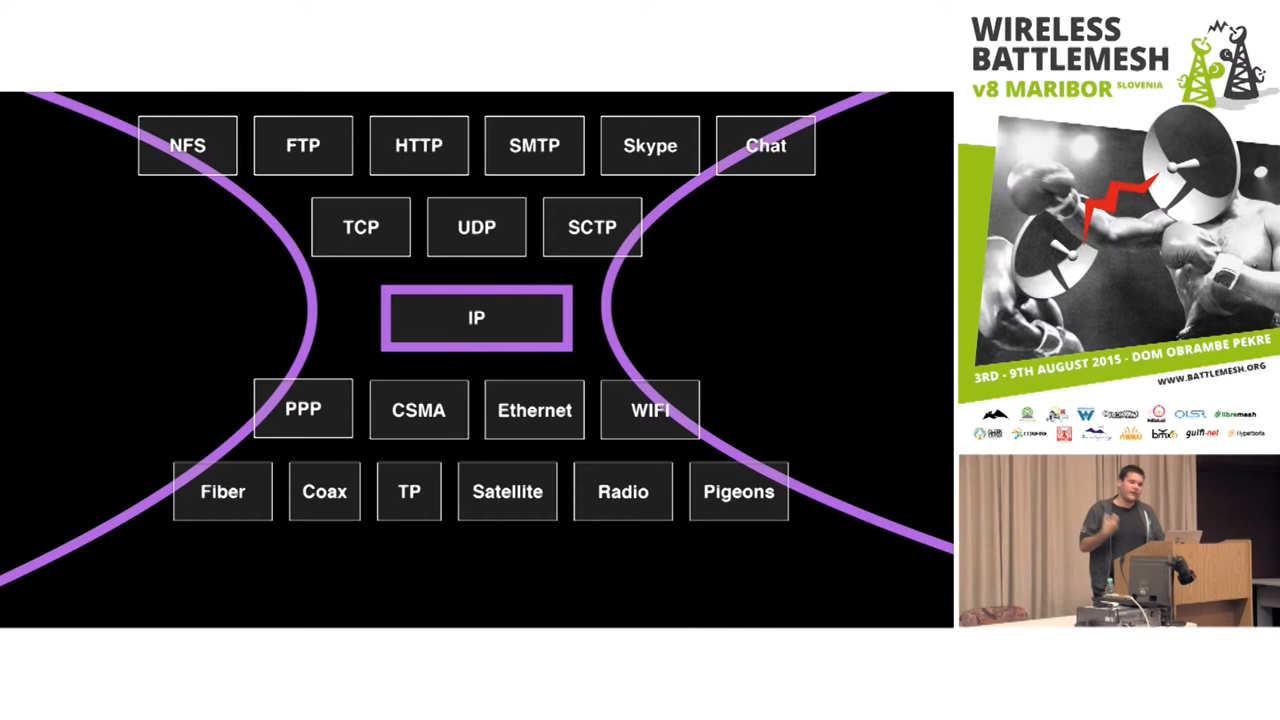 NFS FTP HTTP SMTP Skype Chat
TCP UDP SCTP
IP
PPP CSMA Ethernet WIFI
Fiber Coax TP Satellite Radio Pigeons
WIRELESS
BATTLEMESH
v8 MARIBOR SLOVENIA
3RD - 9TH AUGUST 2015 - DOM OBRAMBE PEKRE
WWW.BATTLEMESH.ORG
OLSR libremesh
bmx guifi·net Hyperboria